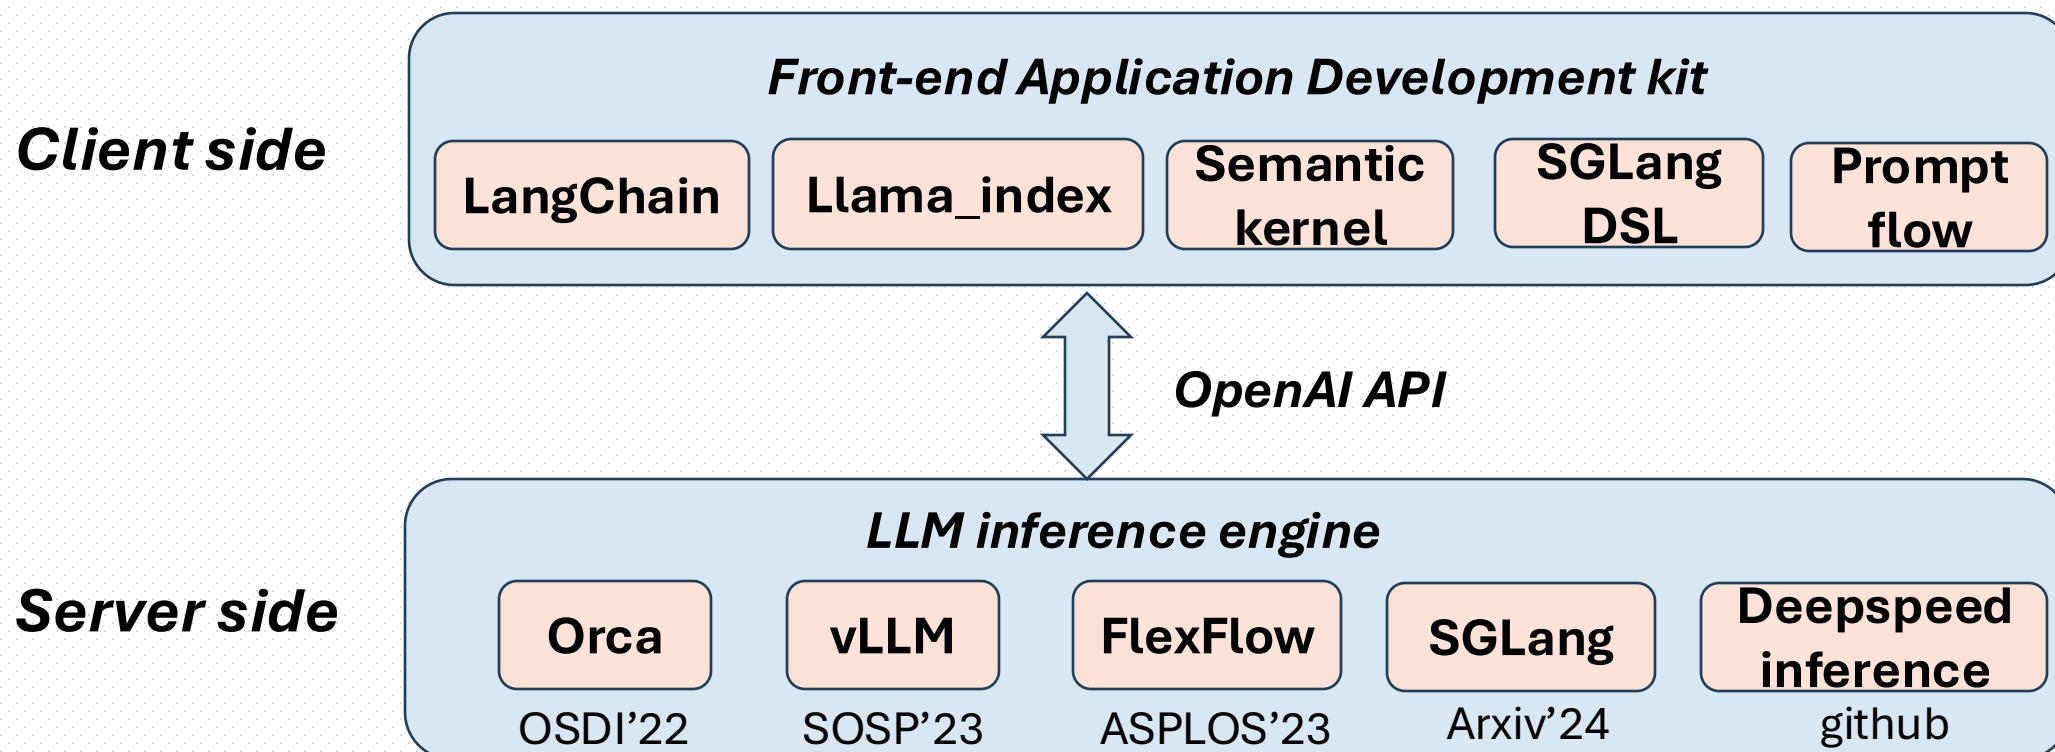 Front-end Application Development kit
Client side
LangChain
Llama_index
Semantic
kernel
SGLang
DSL
Prompt
flow
OpenAI API
LLM inference engine
Server side
Orca
vLLM
FlexFlow
SGLang
Deepspeed
inference
OSDI’22
SOSP’23
ASPLOS’23
Arxiv’24
github